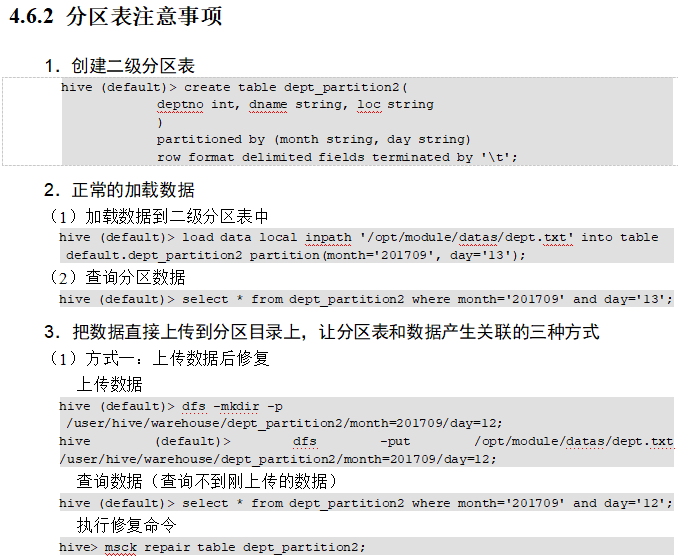 4.6.2 分区表注意事项
1．创建二级分区表
hive (default)> create table dept_partition2(
deptno int, dname string, loc string
)
partitioned by (month string, day string)
row format delimited fields terminated by '\t';
2．正常的加载数据
（1）加载数据到二级分区表中
hive (default)> load data local inpath '/opt/module/datas/dept.txt' into table
default.dept_partition2 partition(month='201709', day='13');
（2）查询分区数据
hive (default)> select * from dept_partition2 where month='201709' and day='13';
3．把数据直接上传到分区目录上，让分区表和数据产生关联的三种方式
（1）方式一：上传数据后修复
上传数据
hive (default)> dfs -mkdir -p
/user/hive/warehouse/dept_partition2/month=201709/day=12;
hive (default)> dfs -put /opt/module/datas/dept.txt
/user/hive/warehouse/dept_partition2/month=201709/day=12;
查询数据（查询不到刚上传的数据）
hive (default)> select * from dept_partition2 where month='201709' and day='12';
执行修复命令
hive> msck repair table dept_partition2;